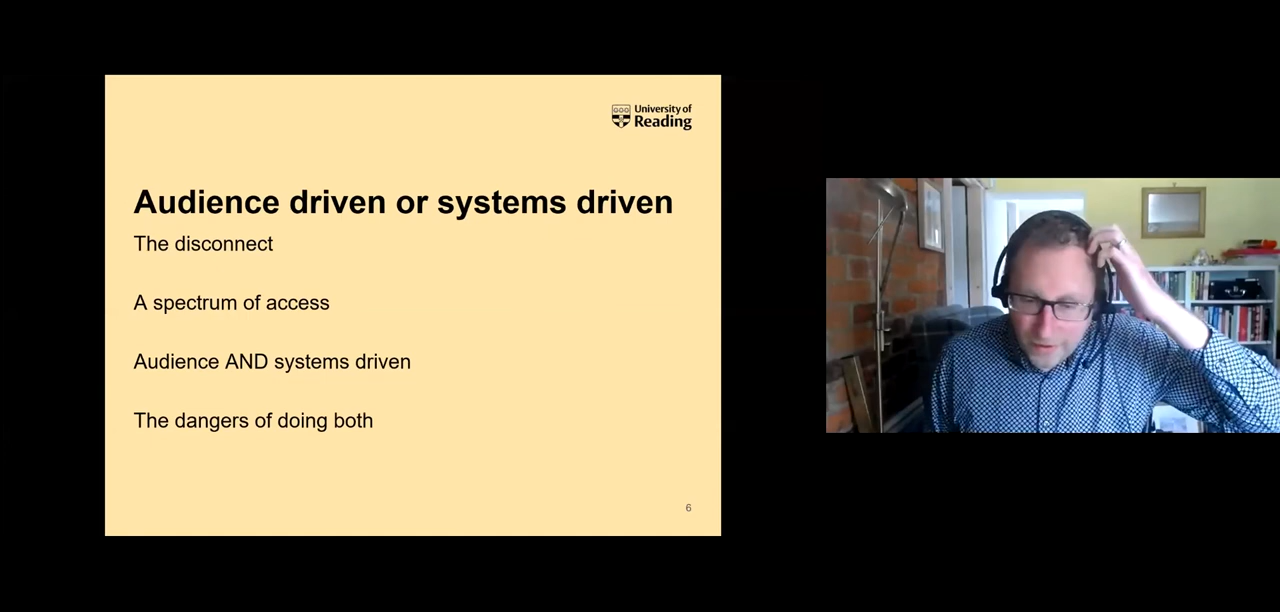 University of
Reading
Audience driven or systems driven
The disconnect
A spectrum of access
Audience AND systems driven
The dangers of doing both
6